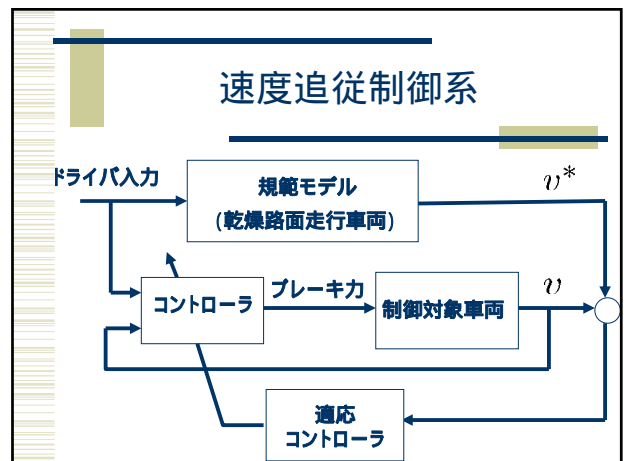 速度追従制御系
ドライバ入力
規範モデル
(乾燥路面走行車両)
v*
コントローラ
ブレーキ力
制御対象車両
v
適応
コントローラ